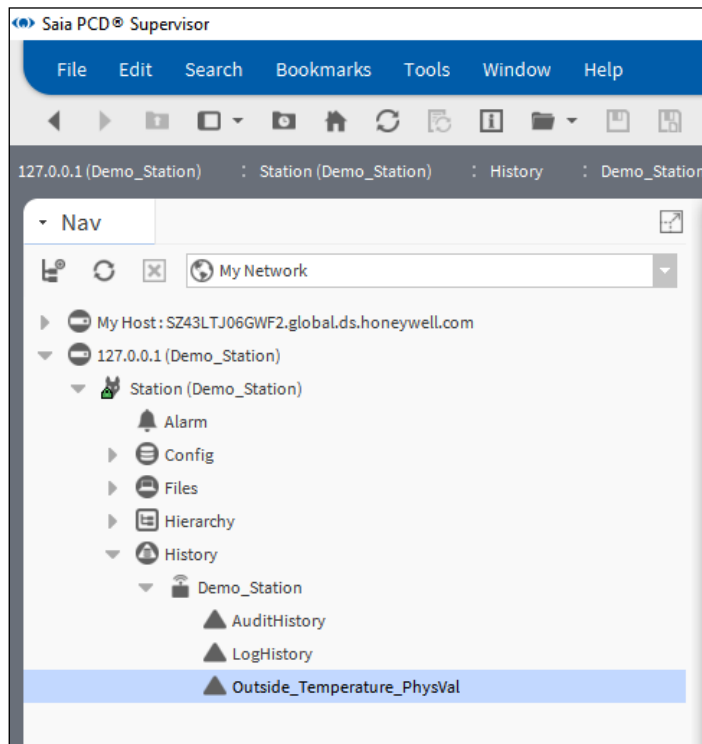 Saia PCD® Supervisor
File Edit Search Bookmarks Tools Window Help
127.0.0.1 (Demo_Station) : Station (Demo_Station) : History : Demo_Station
Nav
My Network
My Host : SZ43LTJ06GWF2.global.ds.honeywell.com
127.0.0.1 (Demo_Station)
Station (Demo_Station)
Alarm
Config
Files
Hierarchy
History
Demo_Station
AuditHistory
LogHistory
Outside_Temperature_PhysVal